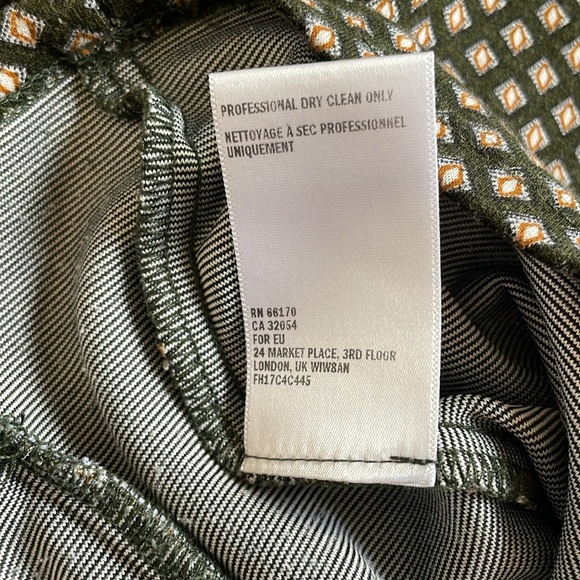 PROFESSIONAL DRY CLEAN ONLY
NETTOYAGE À SEC PROFESSIONNEL
UNIQUEMENT
RN 66170
CA 32054
FOR EU
24 MARKET PLACE, 3RD FLOOR
LONDON, UK WIW8AN
FH17C4C445